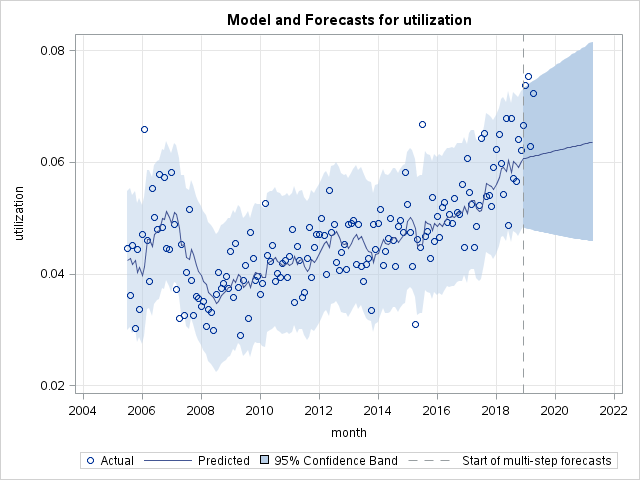 Model and Forecasts for utilization
0.08
0.06
0.04
0.02
utilization
2004 2006 2008 2010 2012 2014 2016 2018 2020 2022
month
Actual Predicted 95% Confidence Band Start of multi-step forecasts